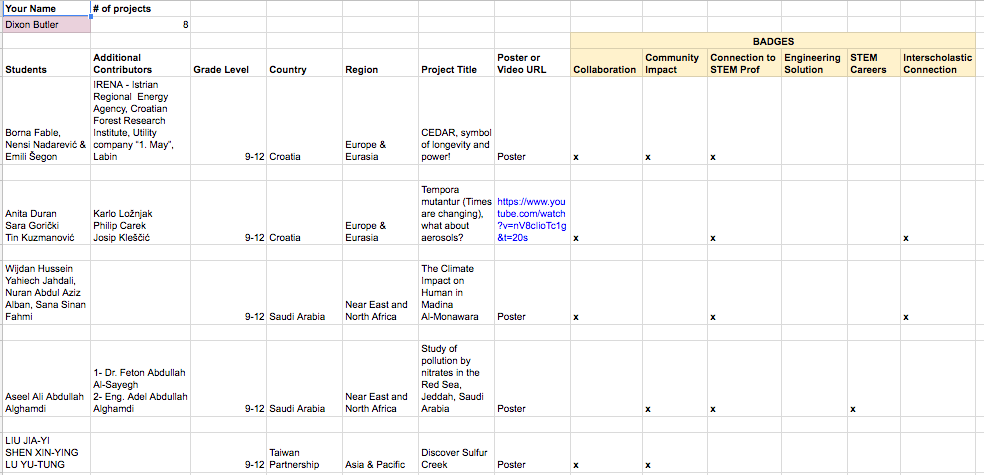 Your Name # of projects
Dixon Butler 8
BADGES
Students Additional Contributors Grade Level Country Region Project Title Poster or Video URL Collaboration Community Impact Connection to STEM Prof Engineering Solution STEM Careers Interscholastic Connection
Borna Fable,
Nensi Nadarević &
Emili Šegon
IRENA - Istrian
Regional Energy
Agency, Croatian
Forest Research
Institute, Utility
company "1. May",
Labin
9-12 Croatia
Europe &
Eurasia
CEDAR, symbol
of longevity and
power!
Poster
x x x
Anita Duran
Sara Gorički
Tin Kuzmanović
Karlo Ložnjak
Philip Carek
Josip Kleščić
9-12 Croatia
Europe &
Eurasia
Tempora
mutantur (Times
are changing),
what about
aerosols?
https://www.you
tube.com/watch
?v=nV8clioTc1g
&t=20s
x x x
Wijdan Hussein
Yahiech Jahdali,
Nuran Abdul Aziz
Alban, Sana Sinan
Fahmi
9-12 Saudi Arabia
Near East and
North Africa
The Climate
Impact on
Human in
Madina
Al-Monawara
Poster
x x x
Aseel Ali Abdullah
Alghamdi
1- Dr. Feton Abdullah
Al-Sayegh
2- Eng. Adel Abdullah
Alghamdi
9-12 Saudi Arabia
Near East and
North Africa
Study of
pollution by
nitrates in the
Red Sea,
Jeddah, Saudi
Arabia
Poster
x x x
LIU JIA-YI
SHEN XIN-YING
LU YU-TUNG
9-12
Taiwan
Partnership
Asia & Pacific
Discover Sulfur
Creek
Poster
x x